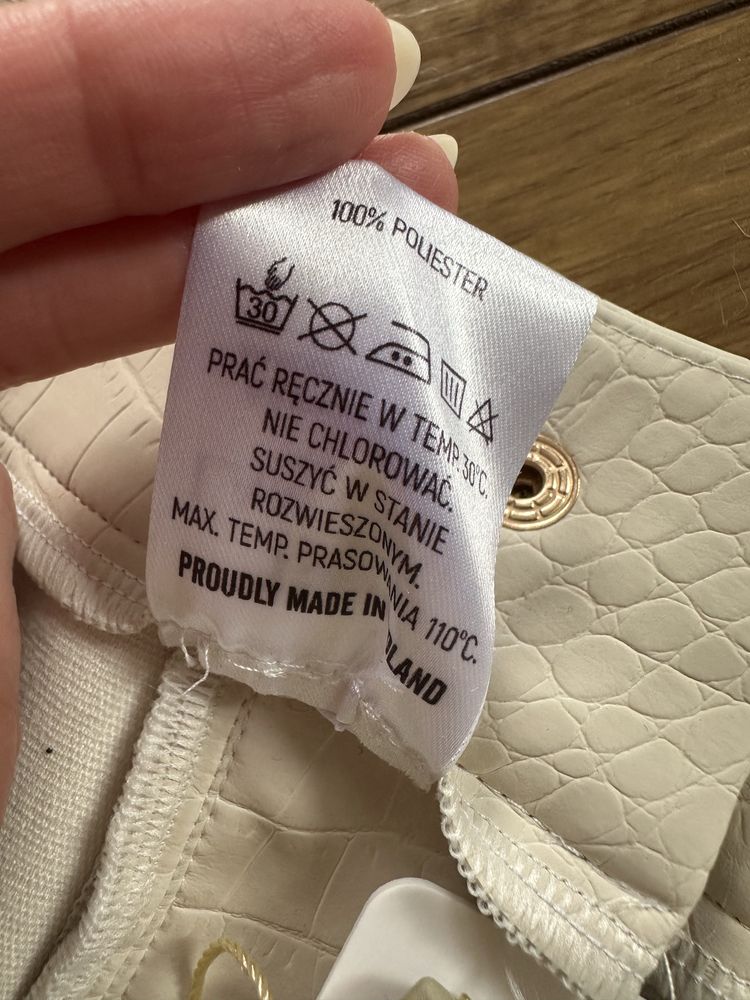 100% POLIESTER
30
PRAĆ RĘCZNIE W TEMP. 30°C.
NIE CHLOROWAĆ.
SUSZYĆ W STANIE
ROZWIESZONYM.
MAX. TEMP. PRASOWANIA 110°C.
PROUDLY MADE IN POLAND